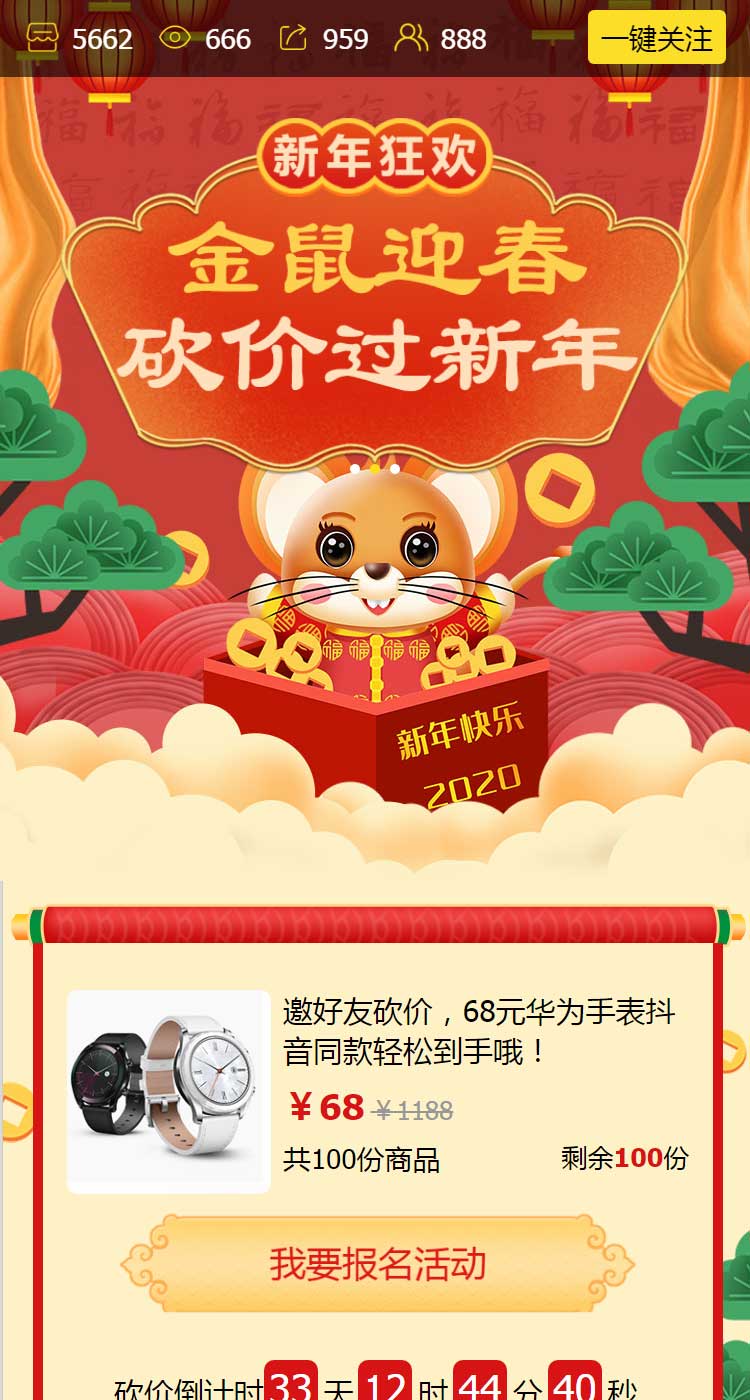 5662 666 959 888 一键关注
新年狂欢
金鼠迎春
砍价过新年
新年快乐
2020
邀好友砍价，68元华为手表抖
音同款轻松到手哦！
￥68 ￥1188
共100份商品 剩余100份
我要报名活动
砍价倒计时33天12时44分40秒